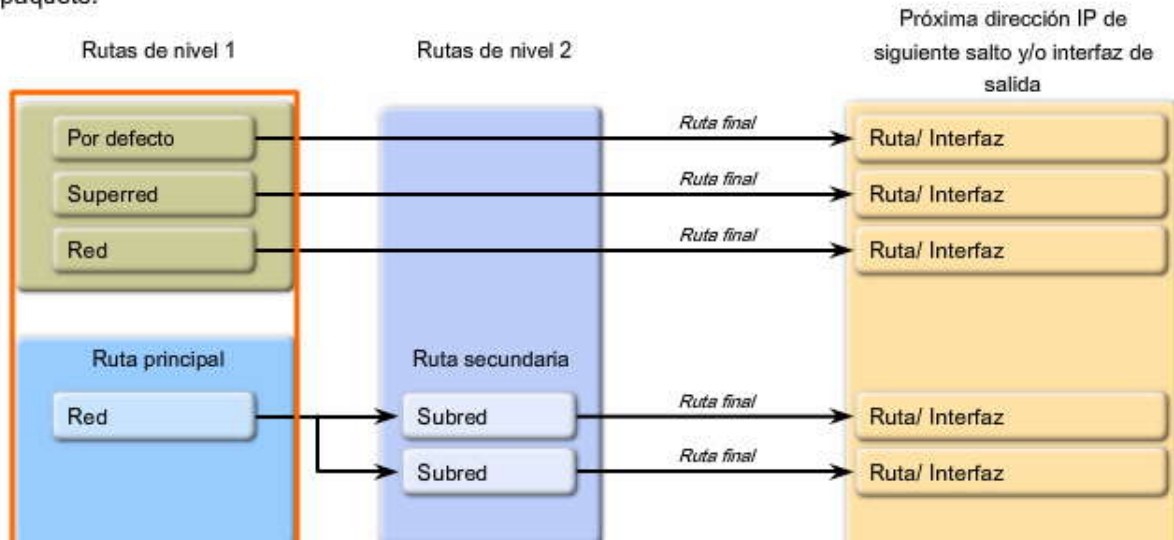 paquete.
Rutas de nivel 1
Rutas de nivel 2
Próxima dirección IP de
siguiente salto y/o interfaz de
salida
Por defecto
Ruta final
Ruta/ Interfaz
Superred
Ruta final
Ruta/ Interfaz
Red
Ruta final
Ruta/ Interfaz
Ruta principal
Ruta secundaria
Red
Subred
Ruta final
Ruta/ Interfaz
Subred
Ruta final
Ruta/ Interfaz